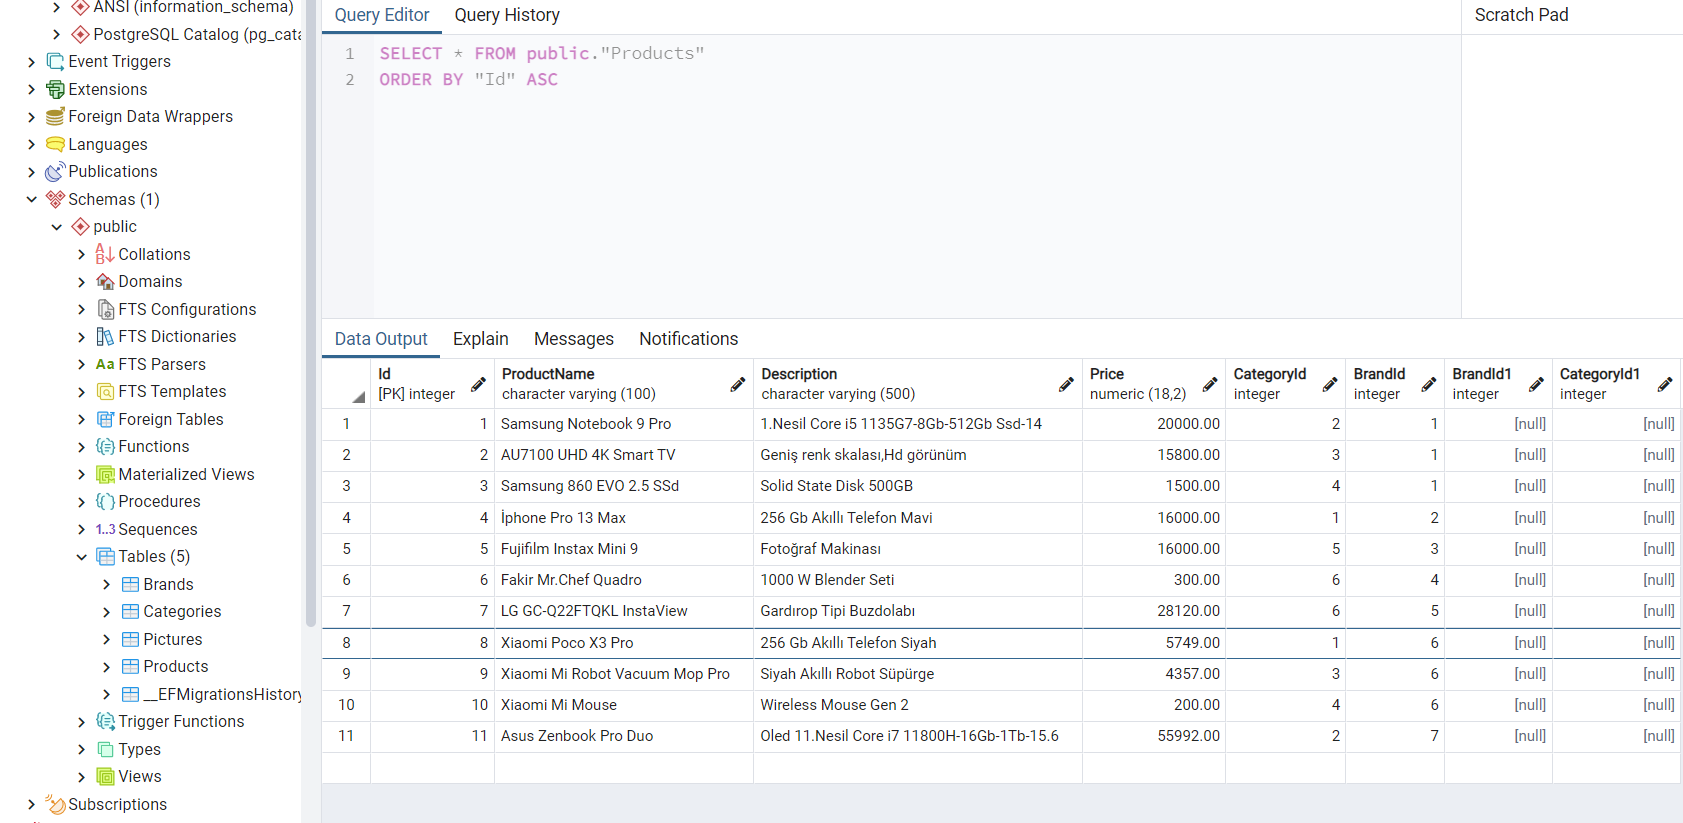 ANSI (information_schema)
PostgreSQL Catalog (pg_cata
Event Triggers
Extensions
Foreign Data Wrappers
Languages
Publications
Schemas (1)
public
Collations
Domains
FTS Configurations
FTS Dictionaries
Aa FTS Parsers
FTS Templates
Foreign Tables
Functions
Materialized Views
Procedures
1..3 Sequences
Tables (5)
Brands
Categories
Pictures
Products
__EFMigrationsHistory
Trigger Functions
Types
Views
Subscriptions
Query Editor Query History
Scratch Pad
1 SELECT * FROM public."Products"
2 ORDER BY "Id" ASC
Data Output Explain Messages Notifications
Id ProductName Description Price CategoryId BrandId BrandId1 CategoryId1
[PK] integer character varying (100) character varying (500) numeric (18,2) integer integer integer integer
1 1 Samsung Notebook 9 Pro 1.Nesil Core i5 1135G7-8Gb-512Gb Ssd-14 20000.00 2 1 [null] [null]
2 2 AU7100 UHD 4K Smart TV Geniş renk skalası,Hd görünüm 15800.00 3 1 [null] [null]
3 3 Samsung 860 EVO 2.5 SSd Solid State Disk 500GB 1500.00 4 1 [null] [null]
4 4 İphone Pro 13 Max 256 Gb Akıllı Telefon Mavi 16000.00 1 2 [null] [null]
5 5 Fujifilm Instax Mini 9 Fotoğraf Makinası 16000.00 5 3 [null] [null]
6 6 Fakir Mr.Chef Quadro 1000 W Blender Seti 300.00 6 4 [null] [null]
7 7 LG GC-Q22FTQKL InstaView Gardırop Tipi Buzdolabı 28120.00 6 5 [null] [null]
8 8 Xiaomi Poco X3 Pro 256 Gb Akıllı Telefon Siyah 5749.00 1 6 [null] [null]
9 9 Xiaomi Mi Robot Vacuum Mop Pro Siyah Akıllı Robot Süpürge 4357.00 3 6 [null] [null]
10 10 Xiaomi Mi Mouse Wireless Mouse Gen 2 200.00 4 6 [null] [null]
11 11 Asus Zenbook Pro Duo Oled 11.Nesil Core i7 11800H-16Gb-1Tb-15.6 55992.00 2 7 [null] [null]